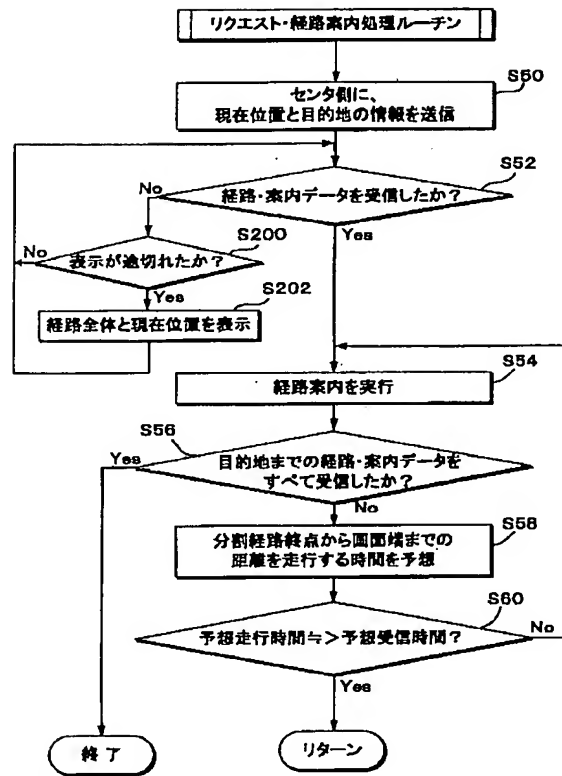 リクエスト・経路案内処理ルーチン
S50
センタ側に、
現在位置と目的地の情報を送信
S52
経路・案内データを受信したか?
No
Yes
S200
表示が途切れたか?
No
Yes
S202
経路全体と現在位置を表示
S54
経路案内を実行
S56
目的地までの経路・案内データを
すべて受信したか?
Yes
No
S58
分割経路終点から画面端までの
距離を走行する時間を予想
S60
予想走行時間≒>予想受信時間?
No
Yes
終了
リターン